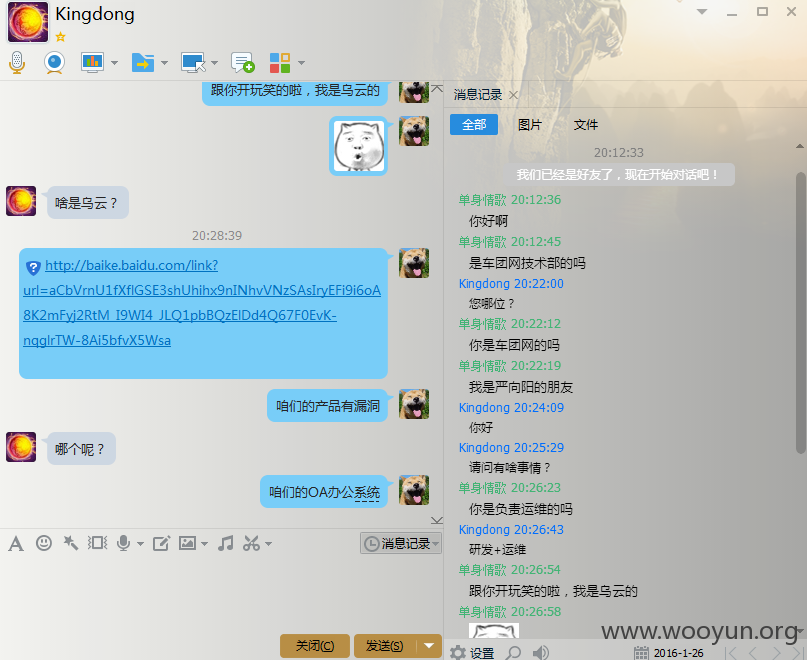 Kingdong
跟你开玩笑的啦，我是乌云的
啥是乌云？
20:28:39
http://baike.baidu.com/link?
url=aCbVrnU1fXflGSE3shUhihx9nINhvVNzSAsIryEFi9i6oA
8K2mFyj2RtM_I9WI4_JLQ1pbBQzElDd4Q67F0EvK-
nqglrTW-8Ai5bfvX5Wsa
咱们的产品有漏洞
哪个呢？
咱们的OA办公系统
消息记录
关闭(C)
发送(S)
消息记录
全部
图片
文件
20:12:33
我们已经是好友了，现在开始对话吧！
单身情歌 20:12:36
你好啊
单身情歌 20:12:45
是车团网技术部的吗
Kingdong 20:22:00
您哪位？
单身情歌 20:22:12
你是车团网的吗
单身情歌 20:22:19
我是严向阳的朋友
Kingdong 20:24:09
你好
Kingdong 20:25:29
请问有啥事情？
单身情歌 20:26:23
你是负责运维的吗
Kingdong 20:26:43
研发+运维
单身情歌 20:26:54
跟你开玩笑的啦，我是乌云的
单身情歌 20:26:58
www.wooyun.org
设置
2016-1-26